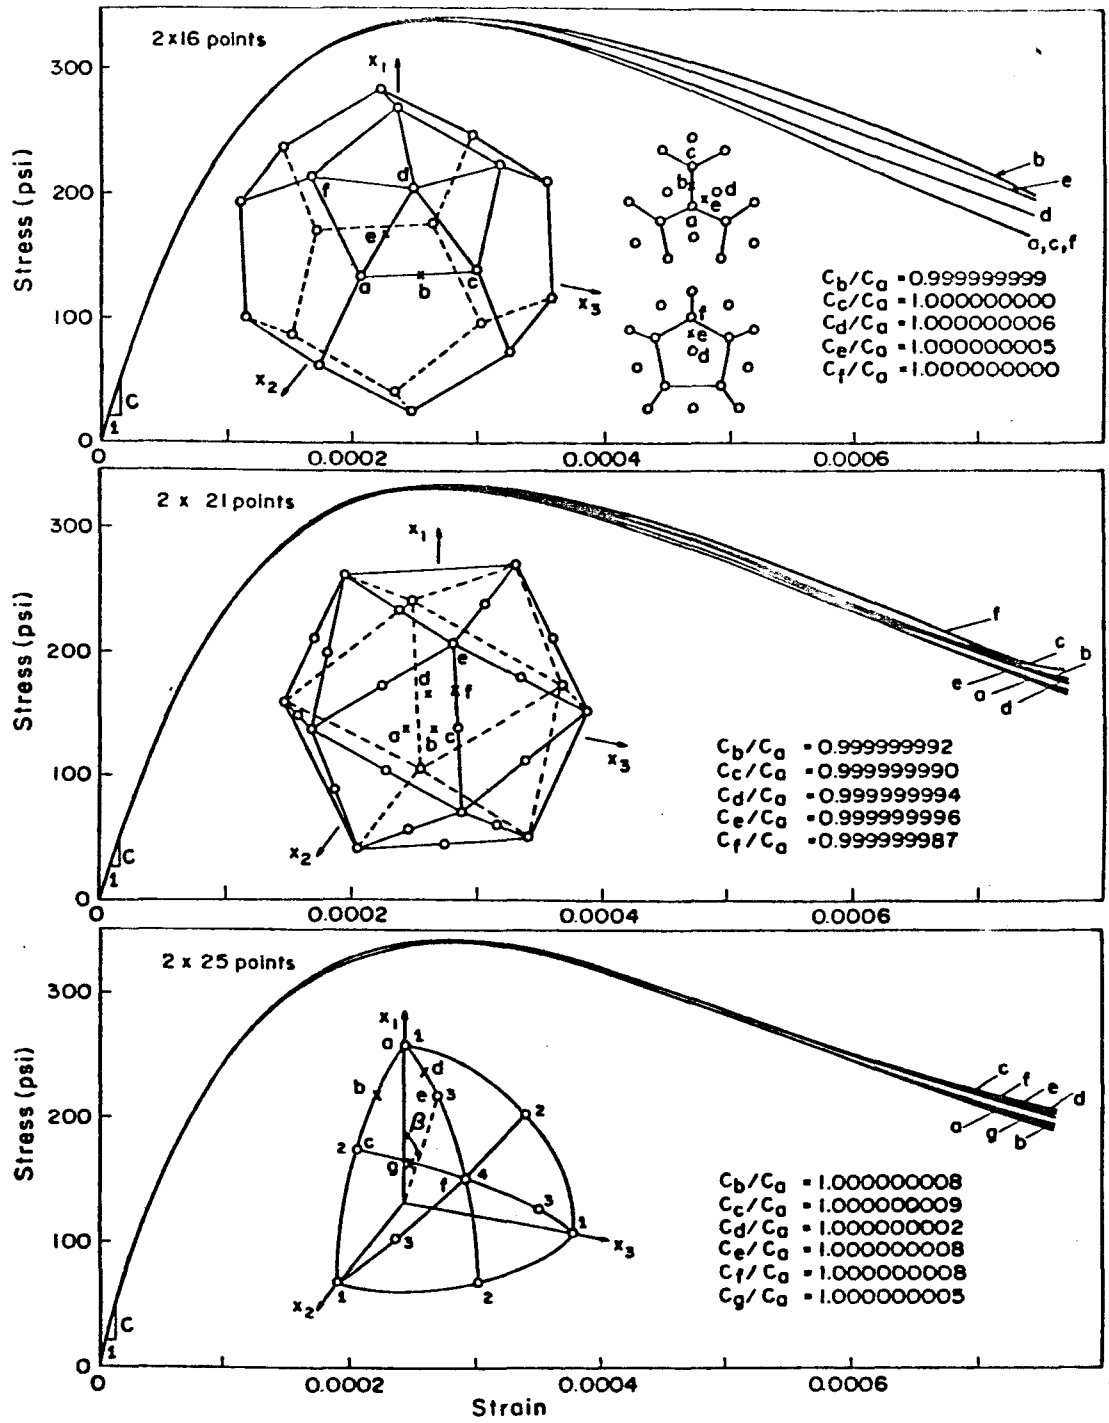 2 x 16 points
Stress (psi)
300
200
100
0
x1
x2
x3
f
d
e
a
b
c
c
b
d
e
a
f
e
d
b
e
d
a,c,f
Cb/Ca = 0.999999999
Cc/Ca = 1.000000000
Cd/Ca = 1.000000006
Ce/Ca = 1.000000005
Cf/Ca = 1.000000000
C
1
0
0.0002
0.0004
0.0006
2 x 21 points
Stress (psi)
300
200
100
0
x1
x2
x3
e
d
f
a
b
c
f
c
b
e
a
d
Cb/Ca = 0.999999992
Cc/Ca = 0.999999990
Cd/Ca = 0.999999994
Ce/Ca = 0.999999996
Cf/Ca = 0.999999987
C
1
0
0.0002
0.0004
0.0006
2 x 25 points
Stress (psi)
300
200
100
0
x1
1
a
d
b
e
3
2
β
2
c
g
f
4
3
1
x3
3
1
2
x2
c
f
e
d
a
g
b
Cb/Ca = 1.000000008
Cc/Ca = 1.000000009
Cd/Ca = 1.000000002
Ce/Ca = 1.000000008
Cf/Ca = 1.000000008
Cg/Ca = 1.000000005
C
1
0
0.0002
0.0004
0.0006
Strain